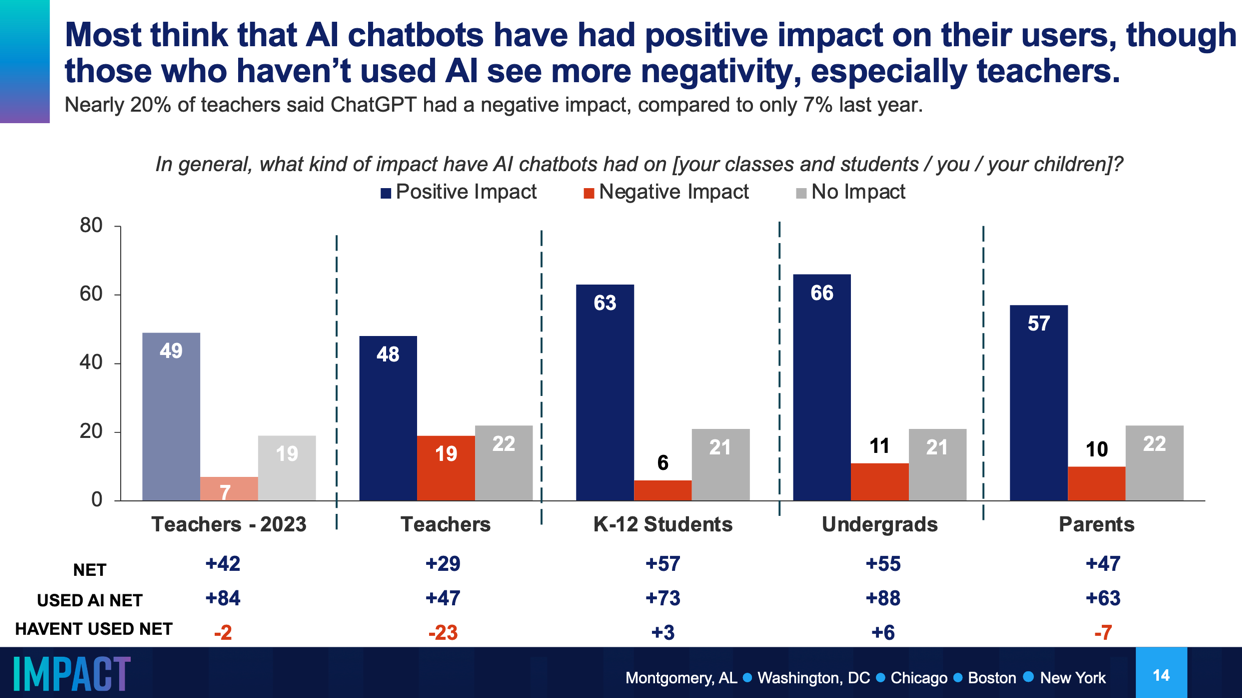 Most think that AI chatbots have had positive impact on their users, though
those who haven’t used AI see more negativity, especially teachers.
Nearly 20% of teachers said ChatGPT had a negative impact, compared to only 7% last year.
In general, what kind of impact have AI chatbots had on [your classes and students / you / your children]?
Positive Impact Negative Impact No Impact
80
60
40
20
0
49 7 19
48 19 22
63 6 21
66 11 21
57 10 22
Teachers - 2023 Teachers K-12 Students Undergrads Parents
NET +42 +29 +57 +55 +47
USED AI NET +84 +47 +73 +88 +63
HAVENT USED NET -2 -23 +3 +6 -7
IMPACT
Montgomery, AL ● Washington, DC ● Chicago ● Boston ● New York
14